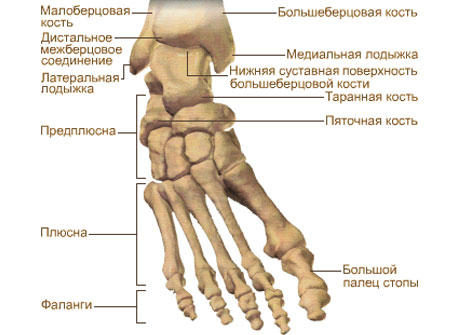 Малоберцовая
кость
Дистальное
межберцовое
соединение
Латеральная
лодыжка
Предплюсна
Плюсна
Фаланги
Большеберцовая кость
Медиальная лодыжка
Нижняя суставная поверхность
большеберцовой кости
Таранная кость
Пяточная кость
Большой
палец стопы